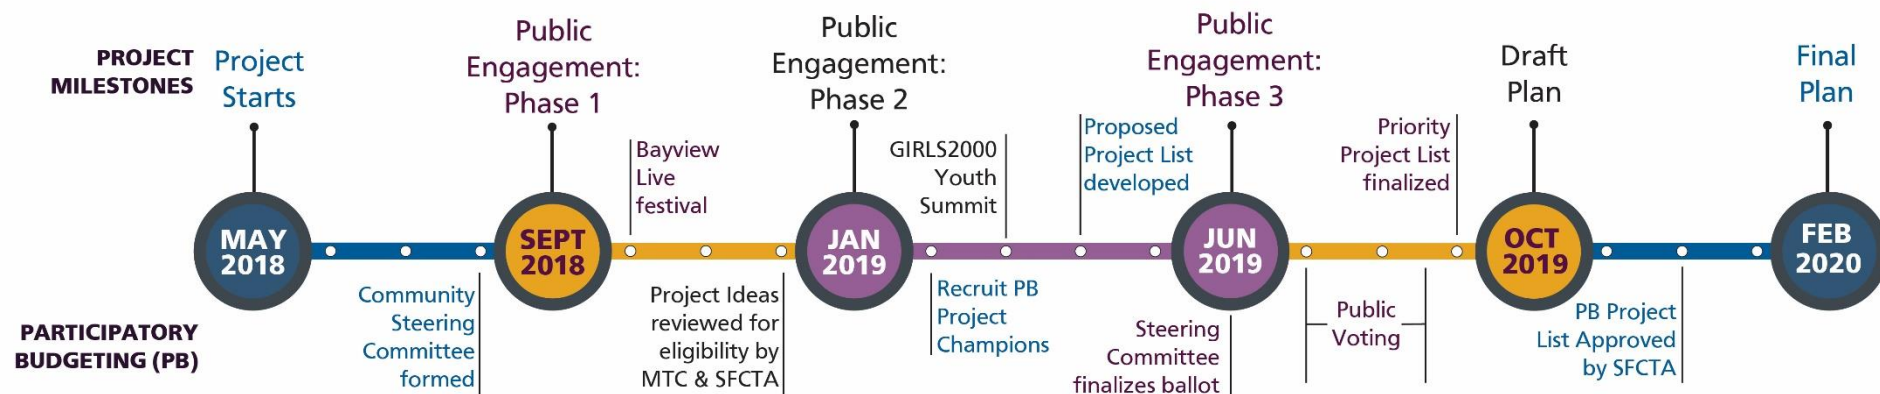 PROJECT
MILESTONES
Project
Starts
Public
Engagement:
Phase 1
Public
Engagement:
Phase 2
Public
Engagement:
Phase 3
Draft
Plan
Final
Plan
Bayview
Live
festival
GIRLS2000
Youth
Summit
Proposed
Project List
developed
Priority
Project List
finalized
MAY
2018
SEPT
2018
JAN
2019
JUN
2019
OCT
2019
FEB
2020
PARTICIPATORY
BUDGETING (PB)
Community
Steering
Committee
formed
Project Ideas
reviewed for
eligibility by
MTC & SFCTA
Recruit PB
Project
Champions
Steering
Committee
finalizes ballot
Public
Voting
PB Project
List Approved
by SFCTA